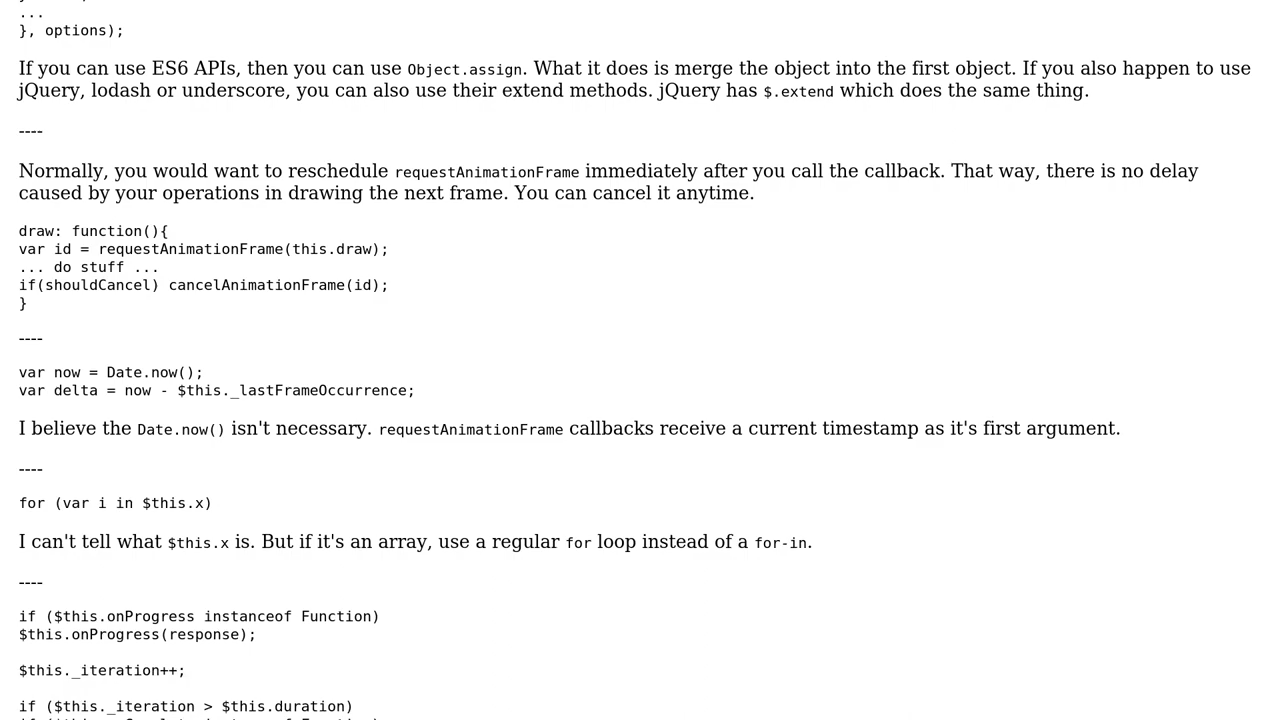 ...
}, options);
If you can use ES6 APIs, then you can use Object.assign. What it does is merge the object into the first object. If you also happen to use
jQuery, lodash or underscore, you can also use their extend methods. jQuery has $.extend which does the same thing.
----
Normally, you would want to reschedule requestAnimationFrame immediately after you call the callback. That way, there is no delay
caused by your operations in drawing the next frame. You can cancel it anytime.
draw: function(){
var id = requestAnimationFrame(this.draw);
... do stuff ...
if(shouldCancel) cancelAnimationFrame(id);
}
----
var now = Date.now();
var delta = now - $this._lastFrameOccurrence;
I believe the Date.now() isn't necessary. requestAnimationFrame callbacks receive a current timestamp as it's first argument.
----
for (var i in $this.x)
I can't tell what $this.x is. But if it's an array, use a regular for loop instead of a for-in.
----
if ($this.onProgress instanceof Function)
$this.onProgress(response);
$this._iteration++;
if ($this._iteration > $this.duration)